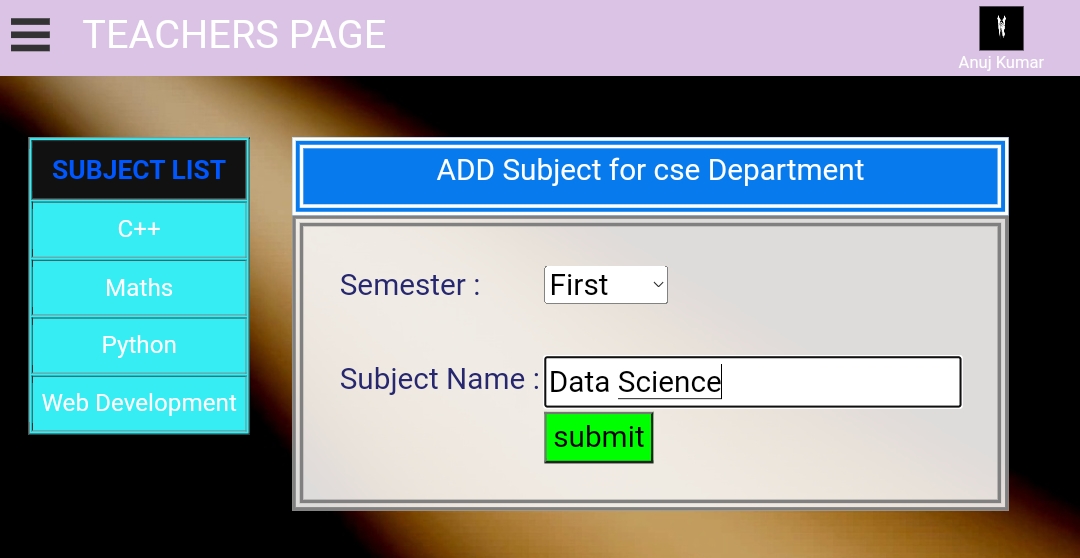 TEACHERS PAGE
Anuj Kumar
SUBJECT LIST
C++
Maths
Python
Web Development
ADD Subject for cse Department
Semester : First
Subject Name : Data Science
submit